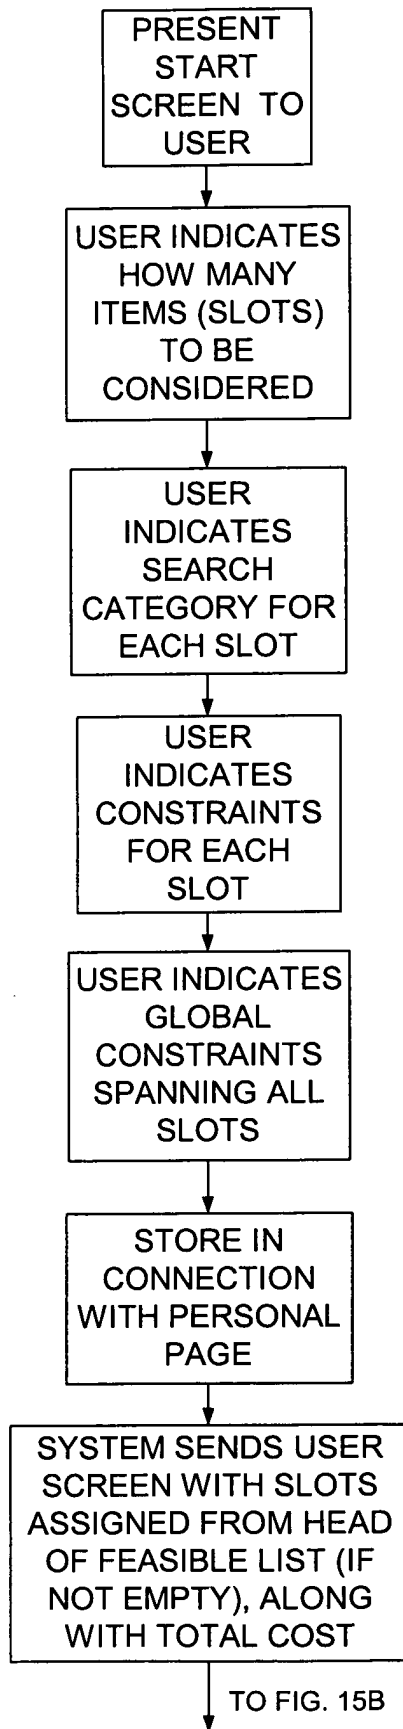 PRESENT
START
SCREEN TO
USER
USER INDICATES
HOW MANY
ITEMS (SLOTS)
TO BE
CONSIDERED
USER
INDICATES
SEARCH
CATEGORY FOR
EACH SLOT
USER
INDICATES
CONSTRAINTS
FOR EACH
SLOT
USER INDICATES
GLOBAL
CONSTRAINTS
SPANNING ALL
SLOTS
STORE IN
CONNECTION
WITH PERSONAL
PAGE
SYSTEM SENDS USER
SCREEN WITH SLOTS
ASSIGNED FROM HEAD
OF FEASIBLE LIST (IF
NOT EMPTY), ALONG
WITH TOTAL COST
TO FIG. 15B